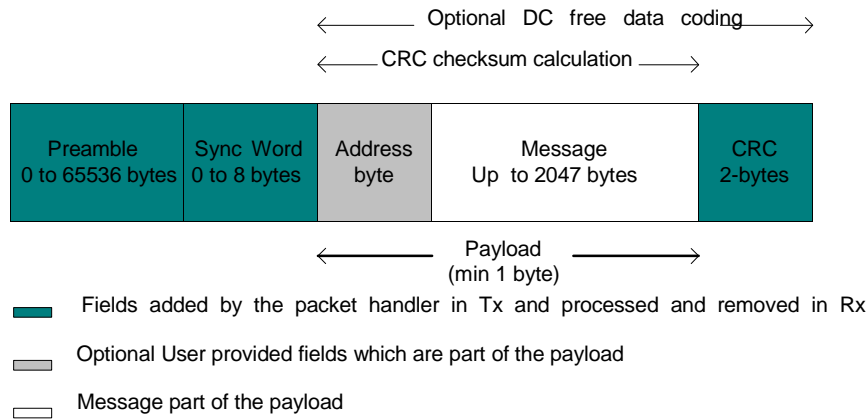 Optional DC free data coding
CRC checksum calculation
Preamble
0 to 65536 bytes
Sync Word
0 to 8 bytes
Address
byte
Message
Up to 2047 bytes
CRC
2-bytes
Payload
(min 1 byte)
Fields added by the packet handler in Tx and processed and removed in Rx
Optional User provided fields which are part of the payload
Message part of the payload